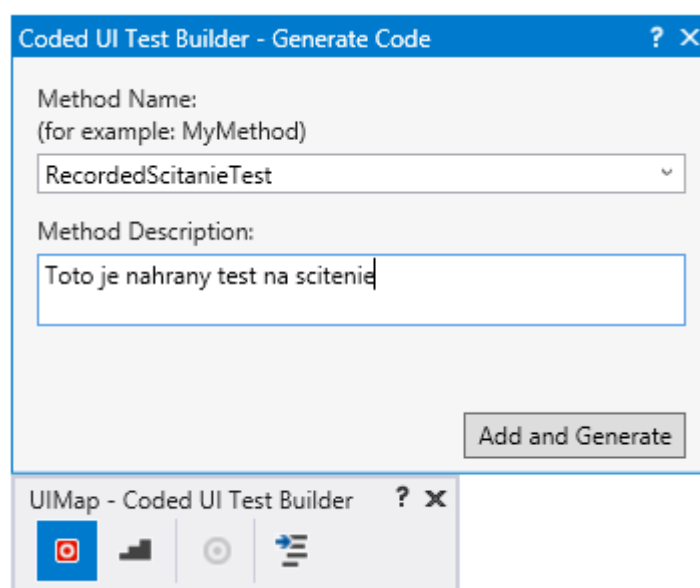 Coded UI Test Builder - Generate Code ? ×
Method Name:
(for example: MyMethod)
RecordedScitanieTest
Method Description:
Toto je nahrany test na scitenie
Add and Generate
UIMap - Coded UI Test Builder ? ×